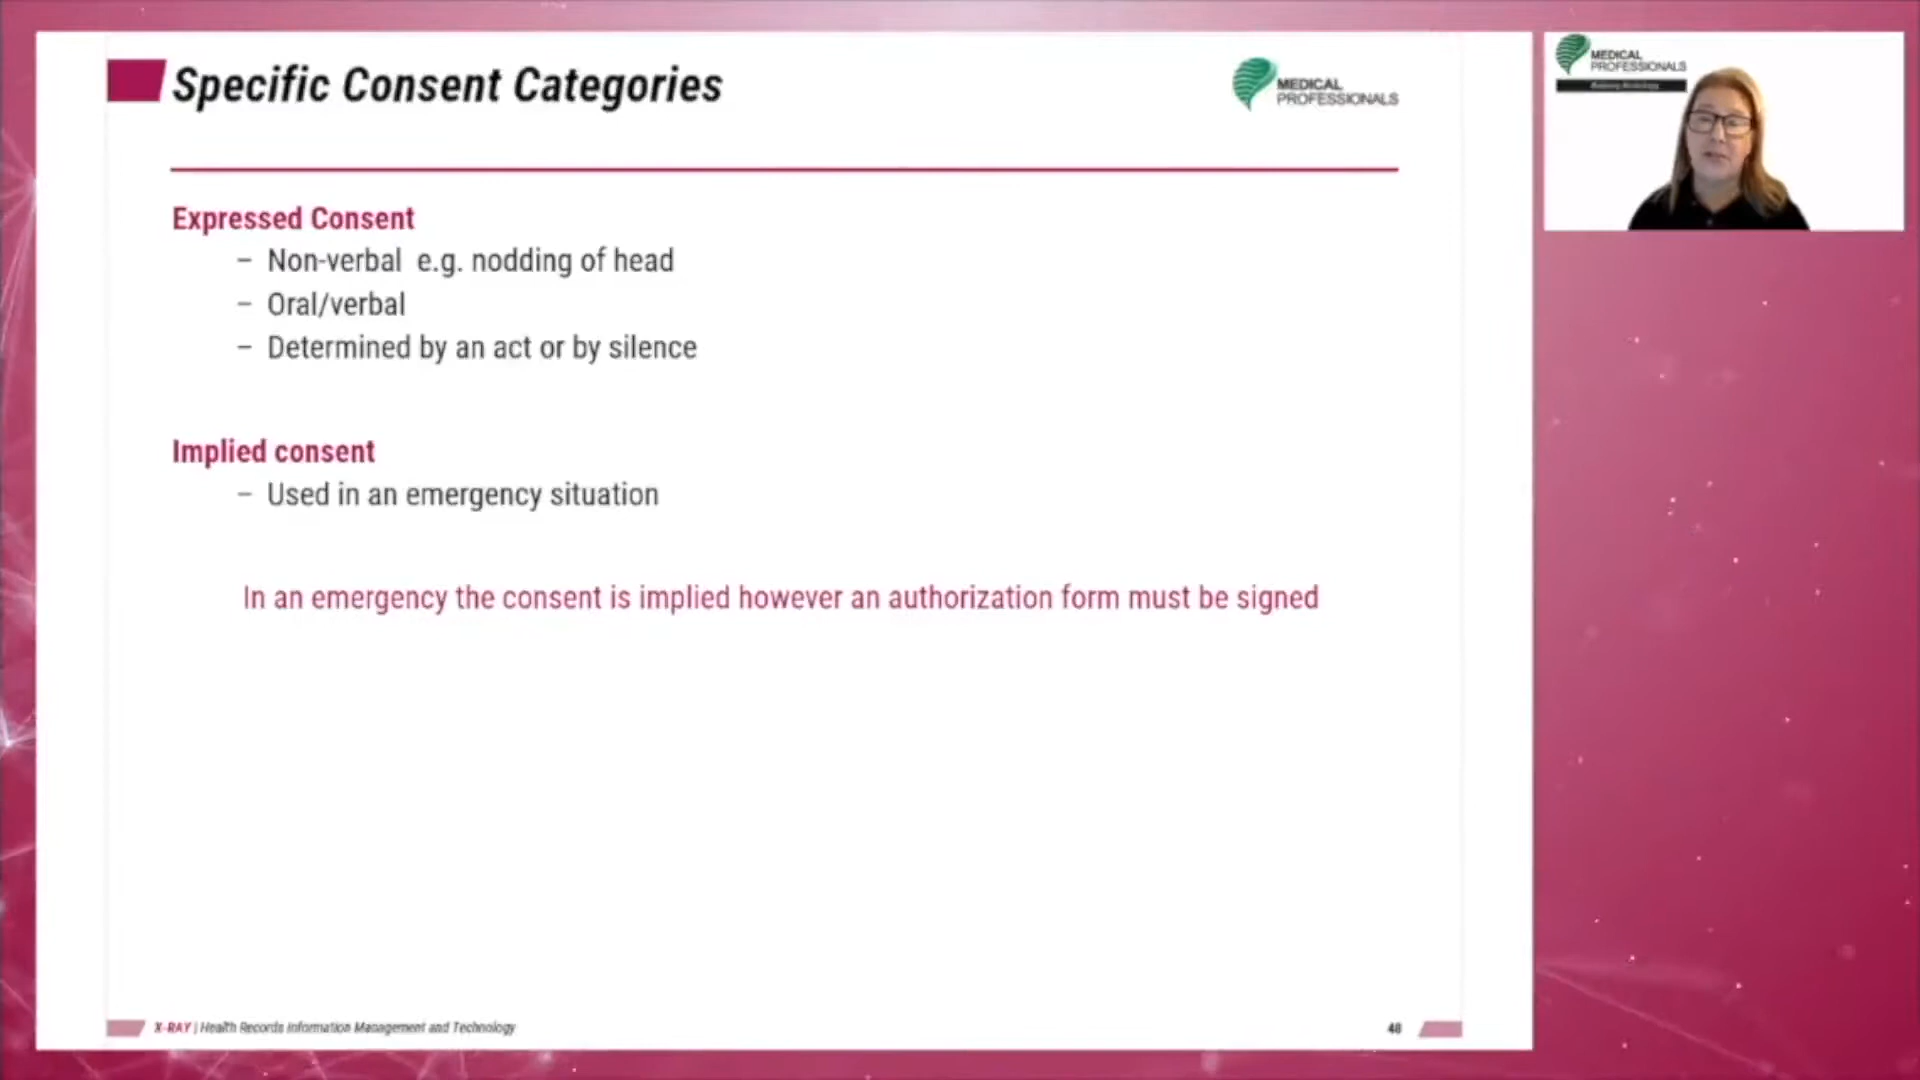 Specific Consent Categories
MEDICAL
PROFESSIONALS
Expressed Consent
– Non-verbal e.g. nodding of head
– Oral/verbal
– Determined by an act or by silence
Implied consent
– Used in an emergency situation
In an emergency the consent is implied however an authorization form must be signed
X-RAY | Health Records Information Management and Technology
48
MEDICAL
PROFESSIONALS